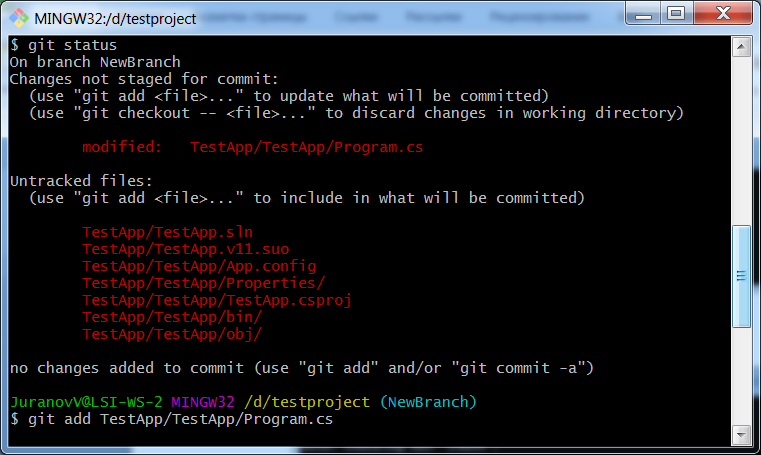 MINGW32:/d/testproject
$ git status
On branch NewBranch
Changes not staged for commit:
  (use "git add <file>..." to update what will be committed)
  (use "git checkout -- <file>..." to discard changes in working directory)
        modified:   TestApp/TestApp/Program.cs
Untracked files:
  (use "git add <file>..." to include in what will be committed)
        TestApp/TestApp.sln
        TestApp/TestApp.v11.suo
        TestApp/TestApp/App.config
        TestApp/TestApp/Properties/
        TestApp/TestApp/TestApp.csproj
        TestApp/TestApp/bin/
        TestApp/TestApp/obj/
no changes added to commit (use "git add" and/or "git commit -a")
JuranovV@LSI-WS-2 MINGW32 /d/testproject (NewBranch)
$ git add TestApp/TestApp/Program.cs